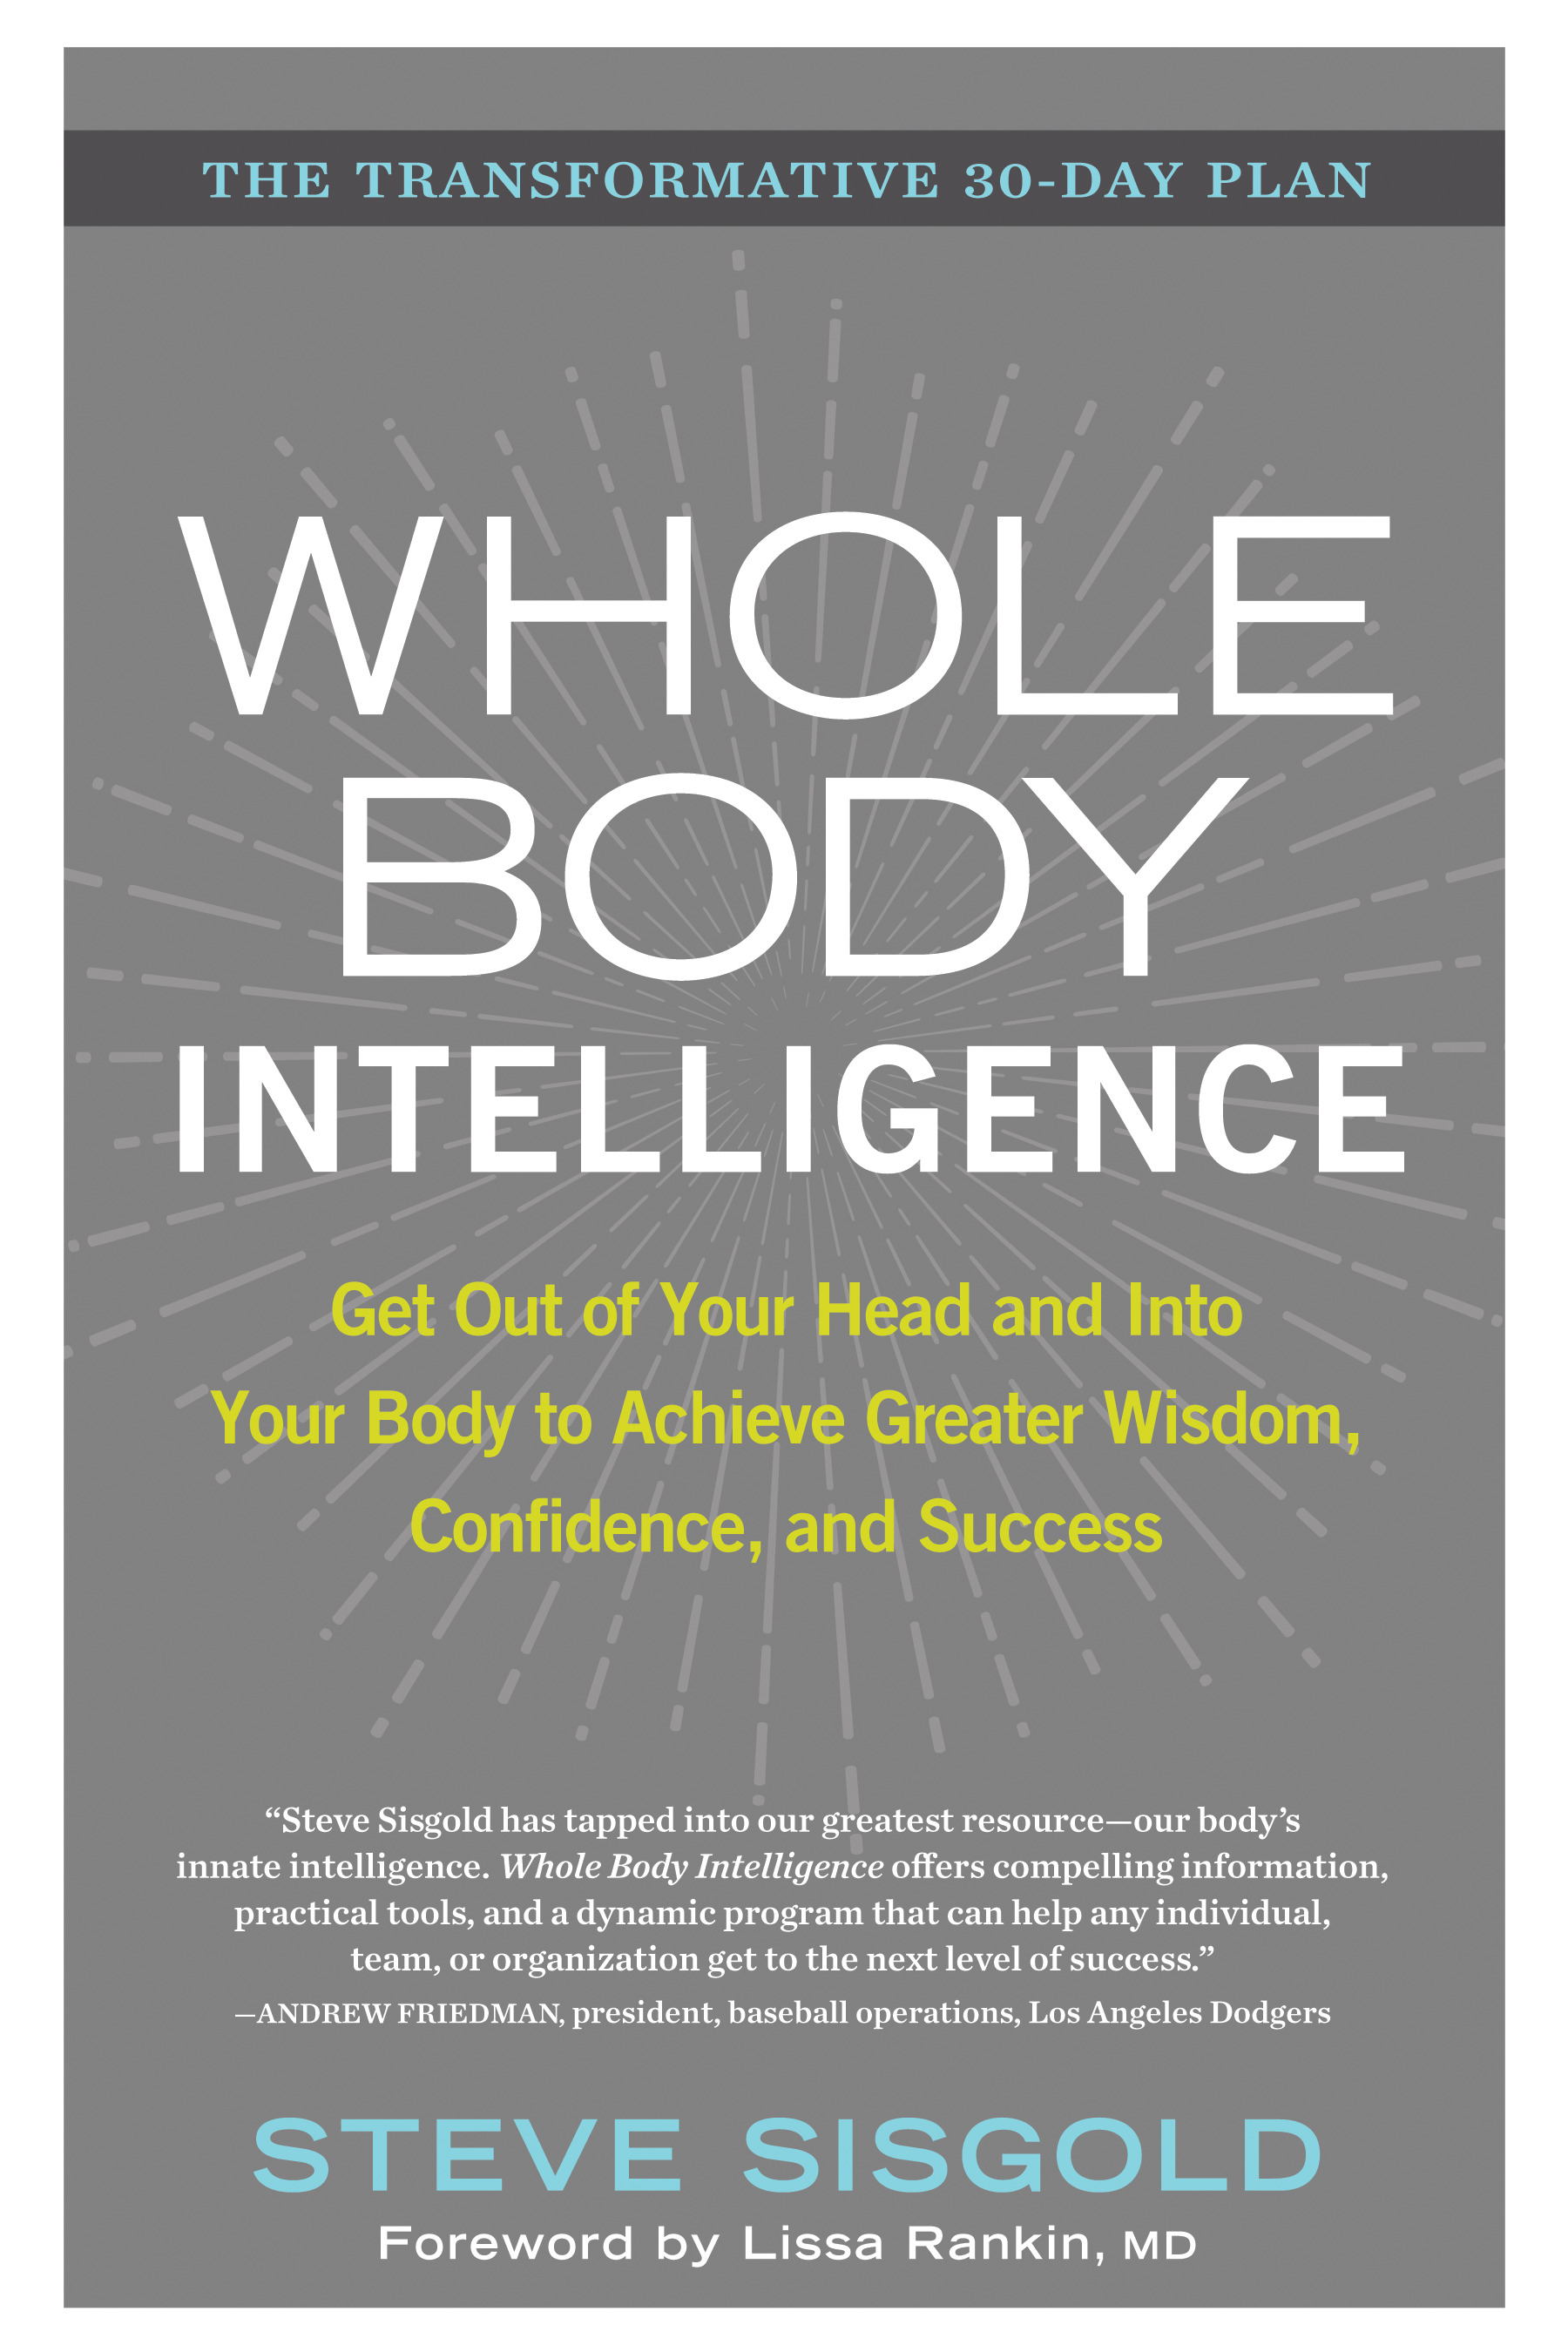 THE TRANSFORMATIVE 30-DAY PLAN
WHOLE
BODY
INTELLIGENCE
Get Out of Your Head and Into
Your Body to Achieve Greater Wisdom,
Confidence, and Success
“Steve Sisgold has tapped into our greatest resource—our body’s
innate intelligence. Whole Body Intelligence offers compelling information,
practical tools, and a dynamic program that can help any individual,
team, or organization get to the next level of success.”
—ANDREW FRIEDMAN, president, baseball operations, Los Angeles Dodgers
STEVE SISGOLD
Foreword by Lissa Rankin, MD